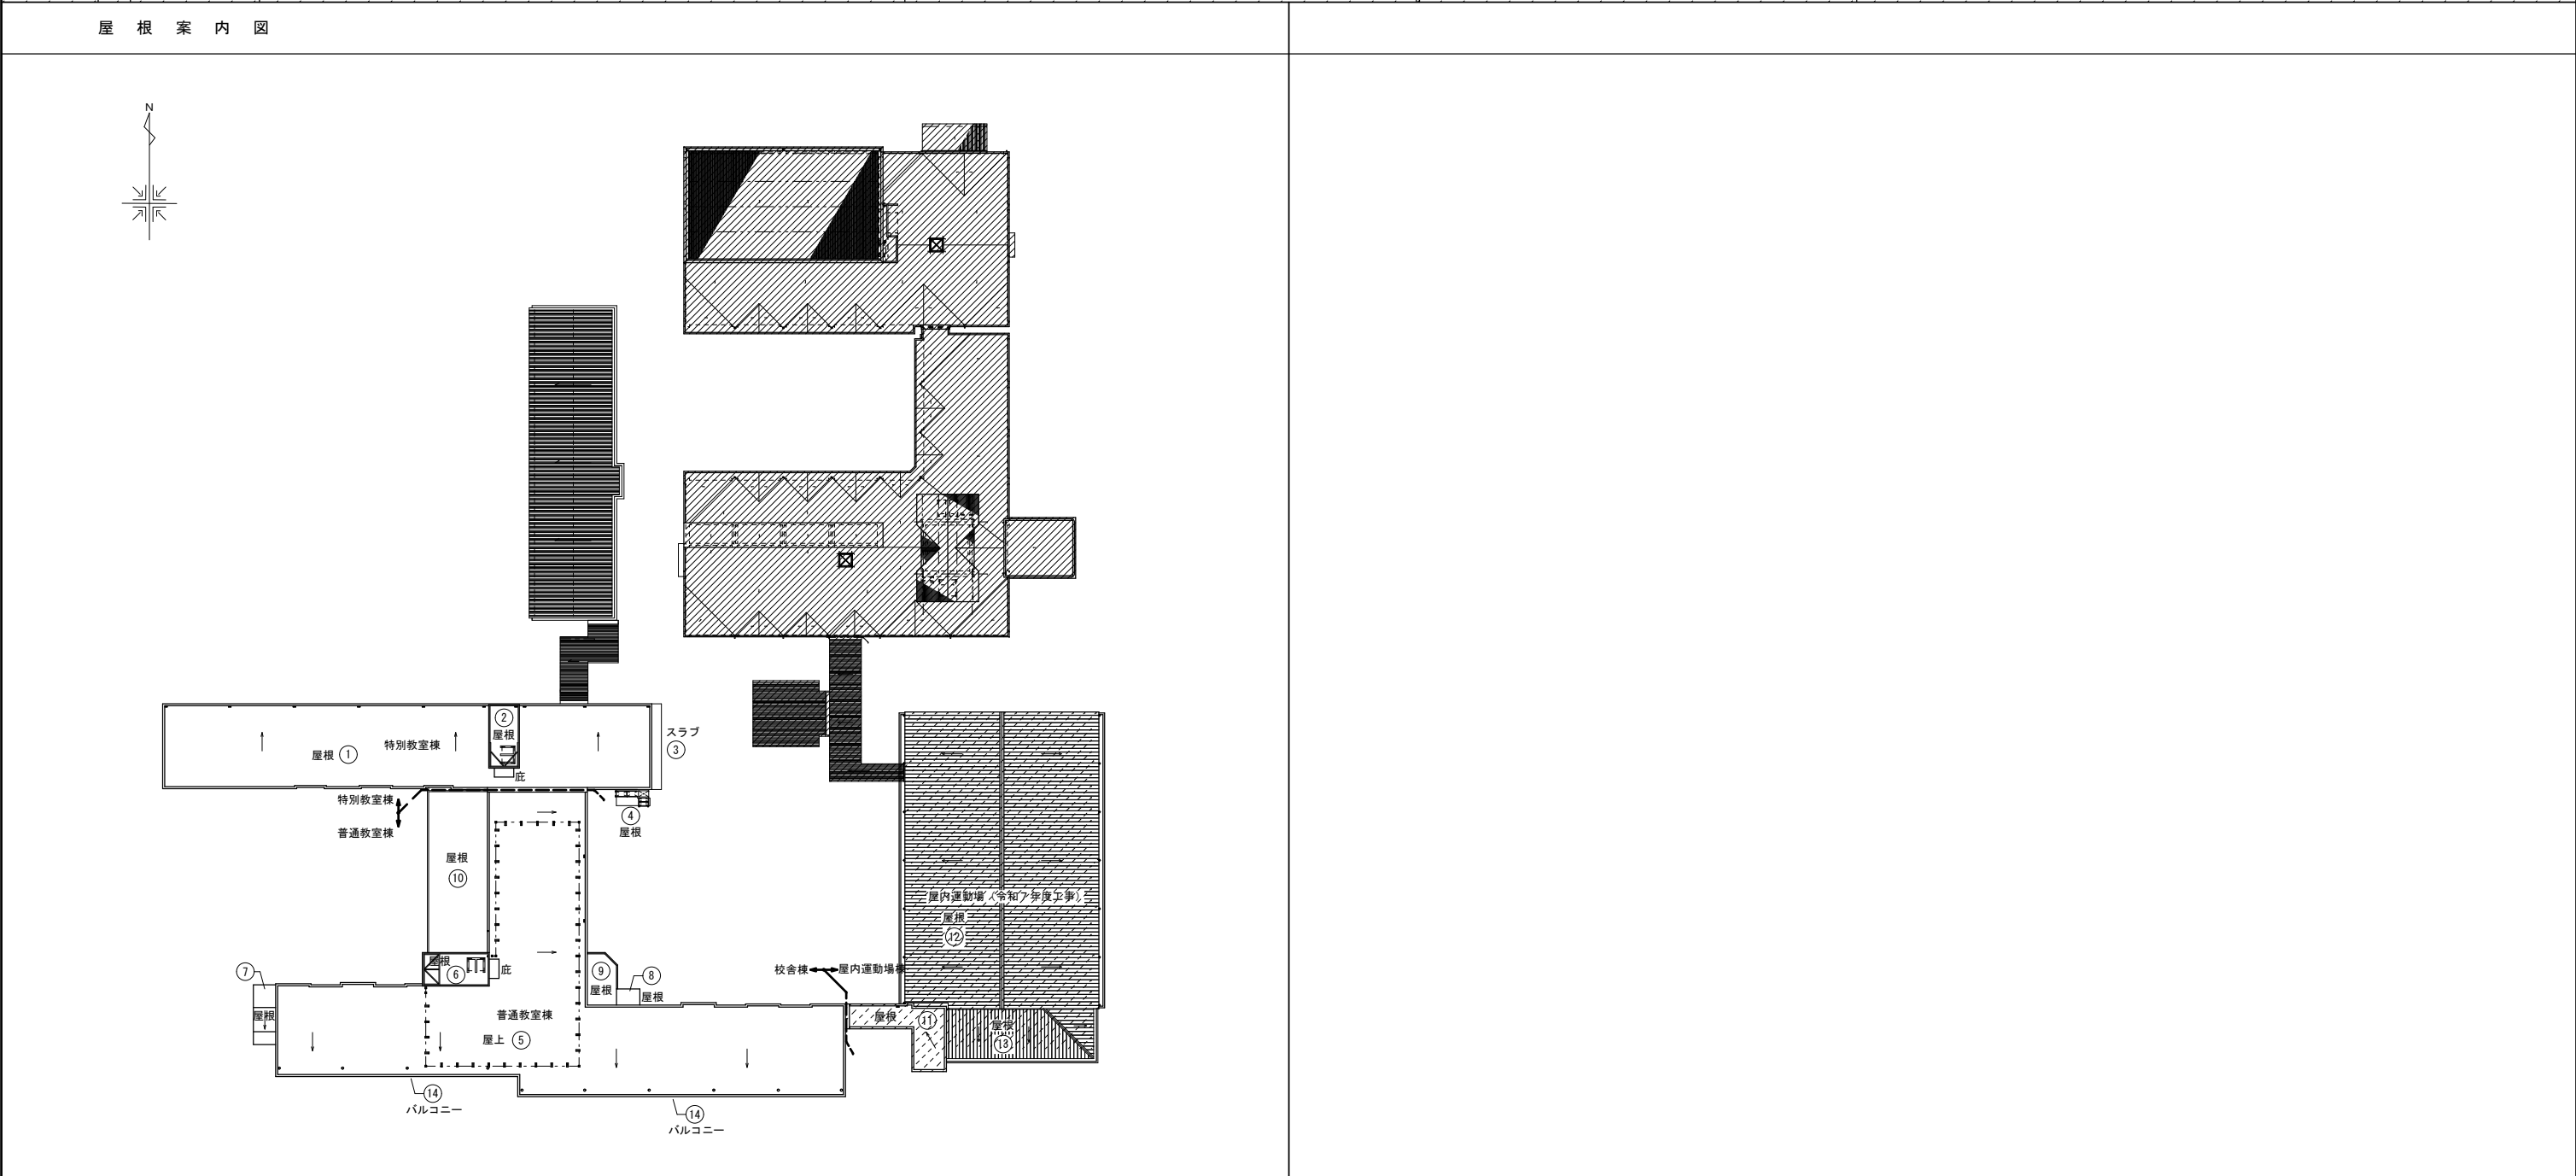 屋根案内図
N
②
屋根
スラブ
③
特別教室棟
屋根 ①
庇
特別教室棟
普通教室棟
④
屋根
屋根
⑩
屋内運動場（令和7年度工事）
屋根
⑫
屋根
⑥
庇
⑦
⑨
屋根
⑧
屋根
校舎棟
屋内運動場棟
屋根
普通教室棟
屋上 ⑤
屋根 ⑪
屋根
⑬
⑭
バルコニー
⑭
バルコニー